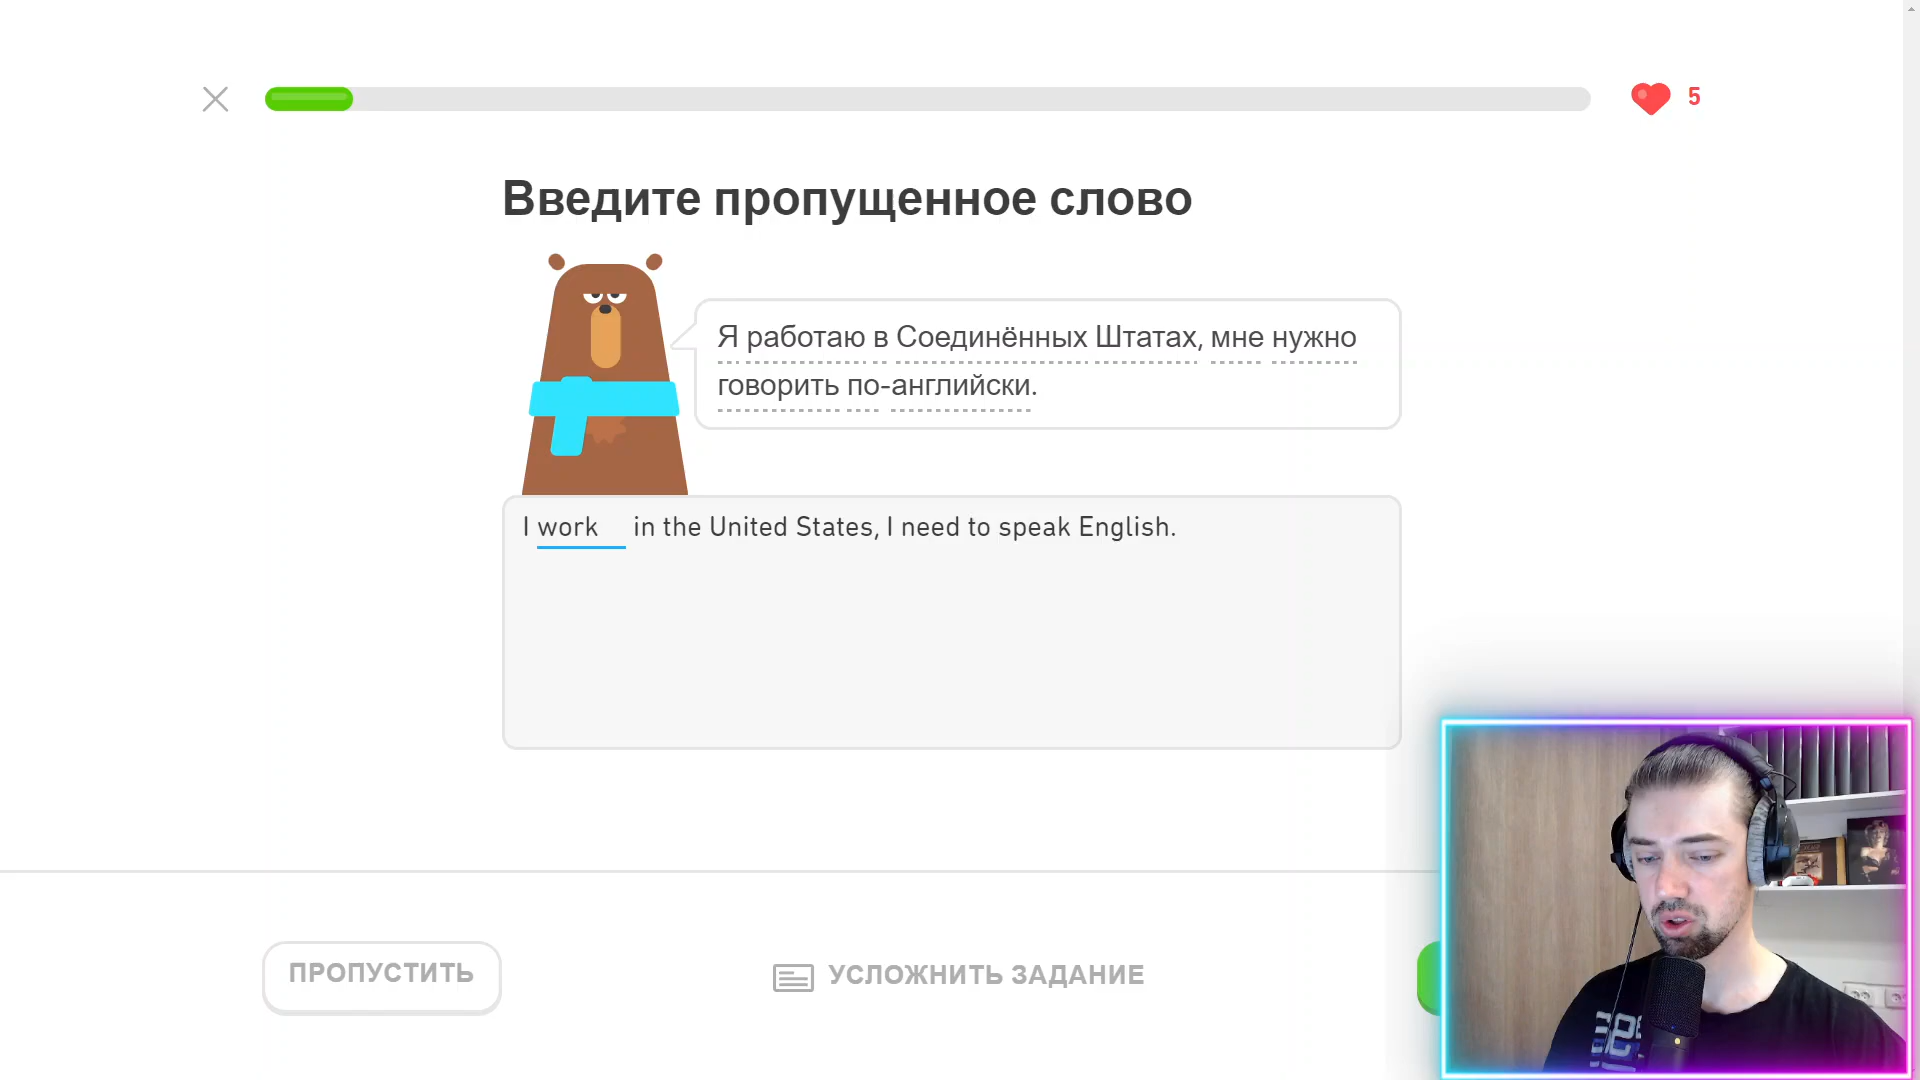 5
Введите пропущенное слово
Я работаю в Соединённых Штатах, мне нужно
говорить по-английски.
I work in the United States, I need to speak English.
ПРОПУСТИТЬ
УСЛОЖНИТЬ ЗАДАНИЕ